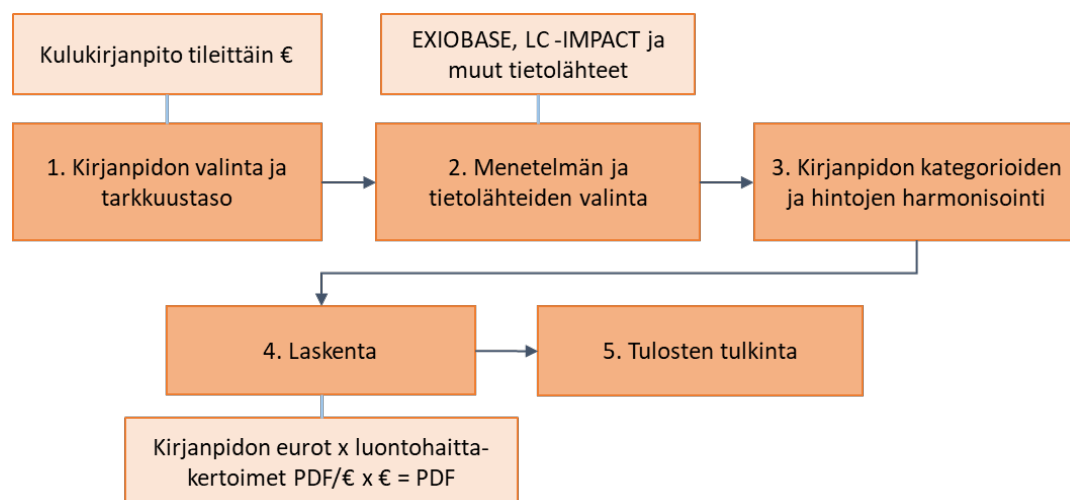 Kulukirjanpito tileittäin €
EXIOBASE, LC -IMPACT ja
muut tietolähteet
1. Kirjanpidon valinta ja
tarkkuustaso
2. Menetelmän ja
tietolähteiden valinta
3. Kirjanpidon kategorioiden
ja hintojen harmonisointi
4. Laskenta
5. Tulosten tulkinta
Kirjanpidon eurot x luontohaitta-
kertoimet PDF/€ x € = PDF